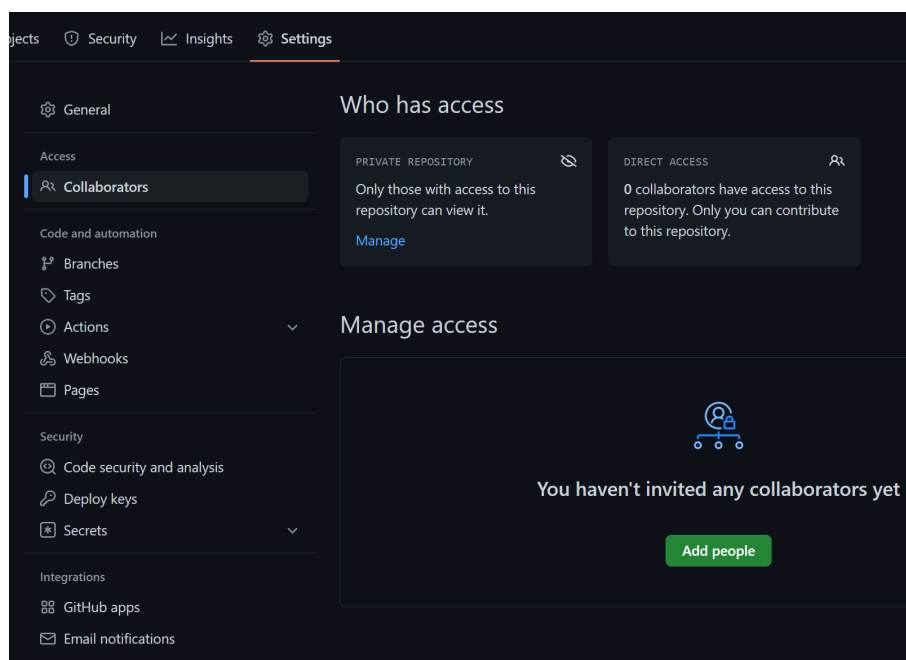 Security
Insights
Settings
General
Access
Collaborators
Code and automation
Branches
Tags
Actions
Webhooks
Pages
Security
Code security and analysis
Deploy keys
Secrets
Integrations
GitHub apps
Email notifications
Who has access
PRIVATE REPOSITORY
Only those with access to this
repository can view it.
Manage
DIRECT ACCESS
0 collaborators have access to this
repository. Only you can contribute
to this repository.
Manage access
You haven't invited any collaborators yet
Add people